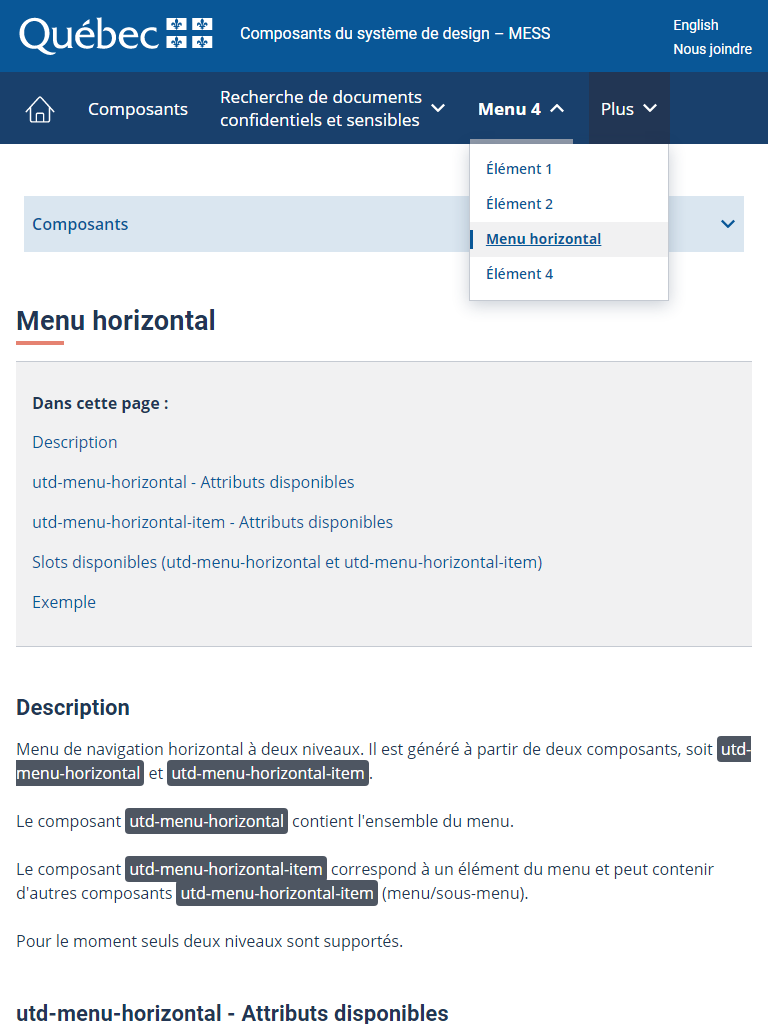 Québec
Composants du système de design – MESS
English
Nous joindre
Composants
Recherche de documents
confidentiels et sensibles
Menu 4
Plus
Élément 1
Élément 2
Menu horizontal
Élément 4
Composants
Menu horizontal
Dans cette page :
Description
utd-menu-horizontal - Attributs disponibles
utd-menu-horizontal-item - Attributs disponibles
Slots disponibles (utd-menu-horizontal et utd-menu-horizontal-item)
Exemple
Description
Menu de navigation horizontal à deux niveaux. Il est généré à partir de deux composants, soit utd-
menu-horizontal et utd-menu-horizontal-item.
Le composant utd-menu-horizontal contient l'ensemble du menu.
Le composant utd-menu-horizontal-item correspond à un élément du menu et peut contenir
d'autres composants utd-menu-horizontal-item (menu/sous-menu).
Pour le moment seuls deux niveaux sont supportés.
utd-menu-horizontal - Attributs disponibles